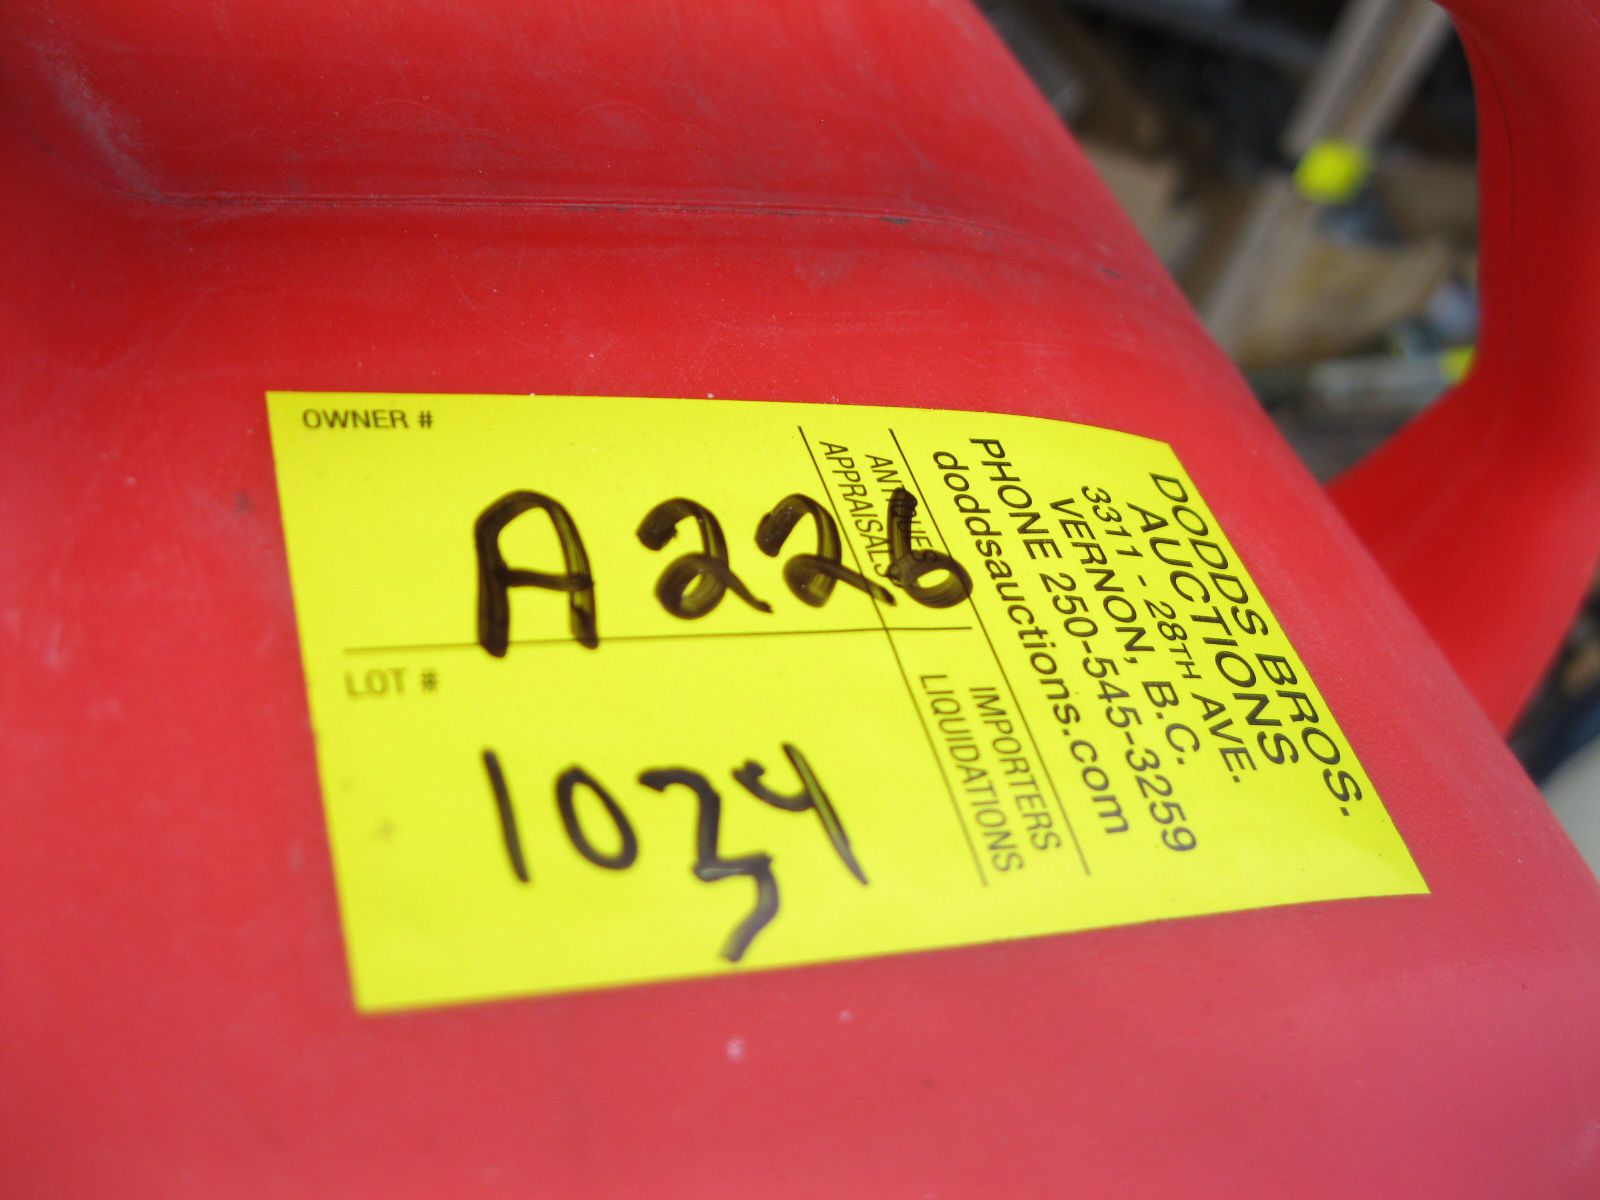 OWNER #
A226
LOT #
1034
ANTIQUES
APPRAISALS
IMPORTERS
LIQUIDATIONS
DODDS BROS.
AUCTIONS
3311 - 28TH AVE.
VERNON, B.C.
PHONE 250-545-3259
doddsauctions.com